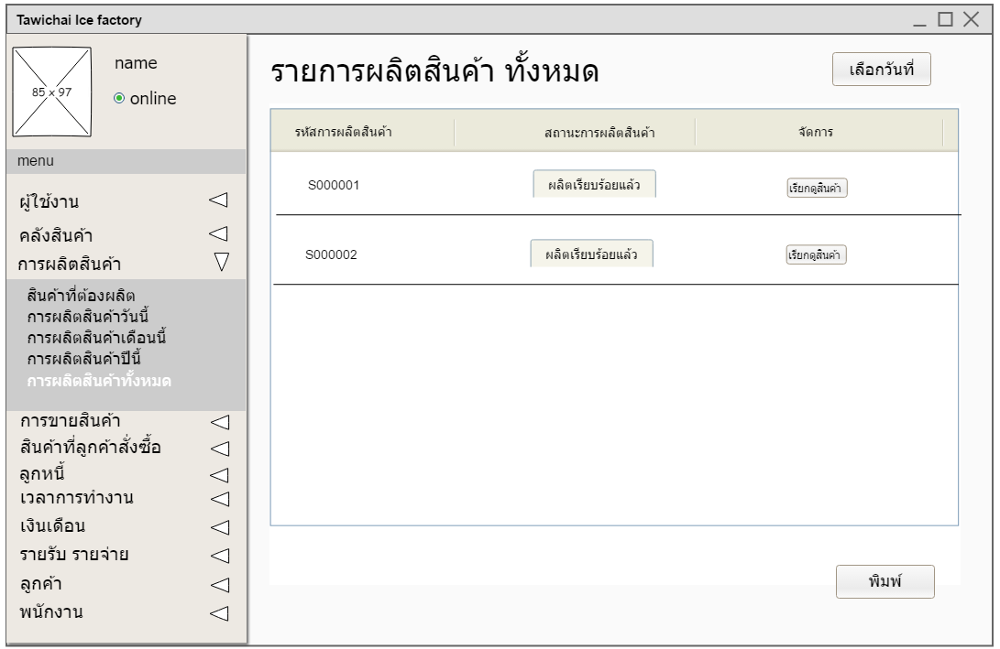 Tawichai Ice factory
85 x 97
name
online
menu
ผู้ใช้งาน
คลังสินค้า
การผลิตสินค้า
สินค้าที่ต้องผลิต
การผลิตสินค้าวันนี้
การผลิตสินค้าเดือนนี้
การผลิตสินค้าปีนี้
การผลิตสินค้าทั้งหมด
การขายสินค้า
สินค้าที่ลูกค้าสั่งซื้อ
ลูกหนี้
เวลาการทำงาน
เงินเดือน
รายรับ รายจ่าย
ลูกค้า
พนักงาน
รายการผลิตสินค้า ทั้งหมด
เลือกวันที่
รหัสการผลิตสินค้า สถานะการผลิตสินค้า จัดการ
S000001 ผลิตเรียบร้อยแล้ว เรียกดูสินค้า
S000002 ผลิตเรียบร้อยแล้ว เรียกดูสินค้า
พิมพ์